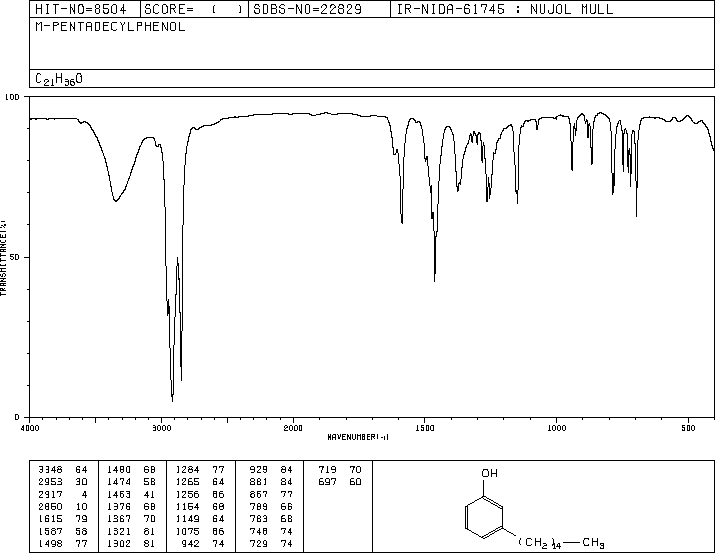 HIT-NO=8504 SCORE= ( ) SDBS-NO=22829 IR-NIDA-61745 : NUJOL MULL
M-PENTADECYLPHENOL
C21H36O
100
50
0
TRANSMITTANCE(%)
4000 3000 2000 1500 1000 500
WAVENUMBER(-1)
3348 64 1480 68 1284 77 929 84 719 70
2953 30 1474 58 1265 64 881 84 697 60
2917 4 1463 41 1256 66 867 77
2850 10 1376 68 1154 68 789 66
1615 79 1367 70 1149 64 783 68
1587 58 1321 81 1075 86 748 74
1498 77 1302 81 942 74 729 74
OH
(CH2)14—CH3